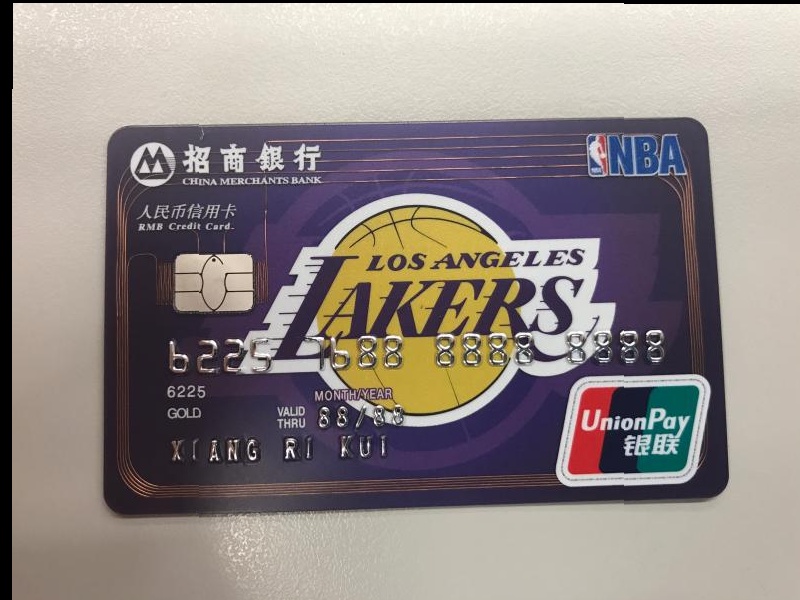 招商銀行
CHINA MERCHANTS BANK
NBA
人民币信用卡
RMB Credit Card.
LOS ANGELES
LAKERS
6225 7688 8888 8888
6225
MONTH/YEAR
GOLD
VALID THRU 88/88
XIANG RI KUI
UnionPay
银联